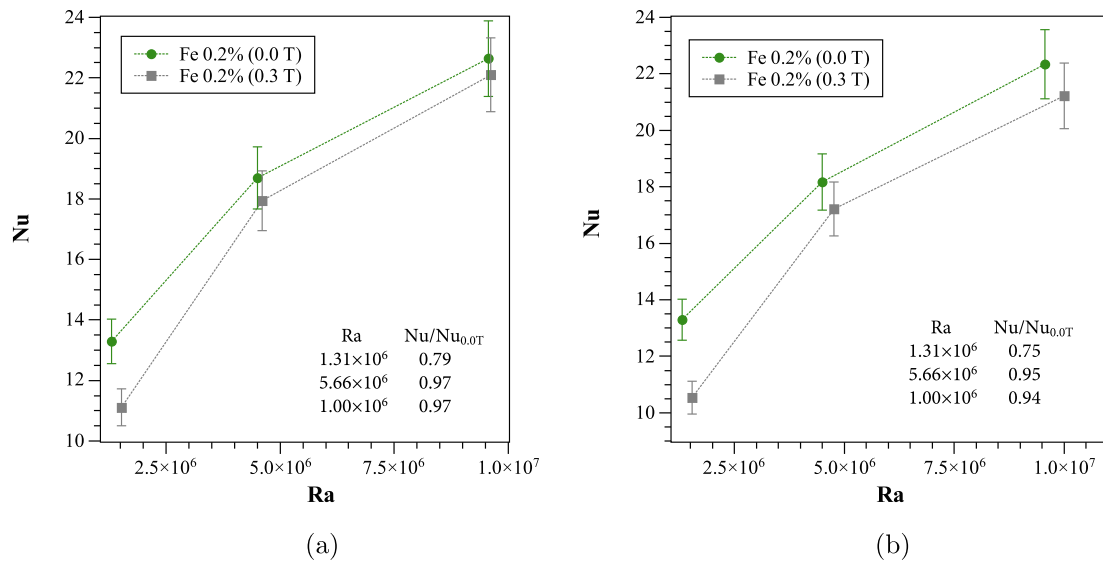 24
22
20
18
16
14
12
10
Nu
Fe 0.2% (0.0 T)
Fe 0.2% (0.3 T)
Ra Nu/Nu0.0T
1.31×10⁶ 0.79
5.66×10⁶ 0.97
1.00×10⁶ 0.97
2.5×10⁶ 5.0×10⁶ 7.5×10⁶ 1.0×10⁷
Ra
(a)
24
22
20
18
16
14
12
10
Nu
Fe 0.2% (0.0 T)
Fe 0.2% (0.3 T)
Ra Nu/Nu0.0T
1.31×10⁶ 0.75
5.66×10⁶ 0.95
1.00×10⁶ 0.94
2.5×10⁶ 5.0×10⁶ 7.5×10⁶ 1.0×10⁷
Ra
(b)